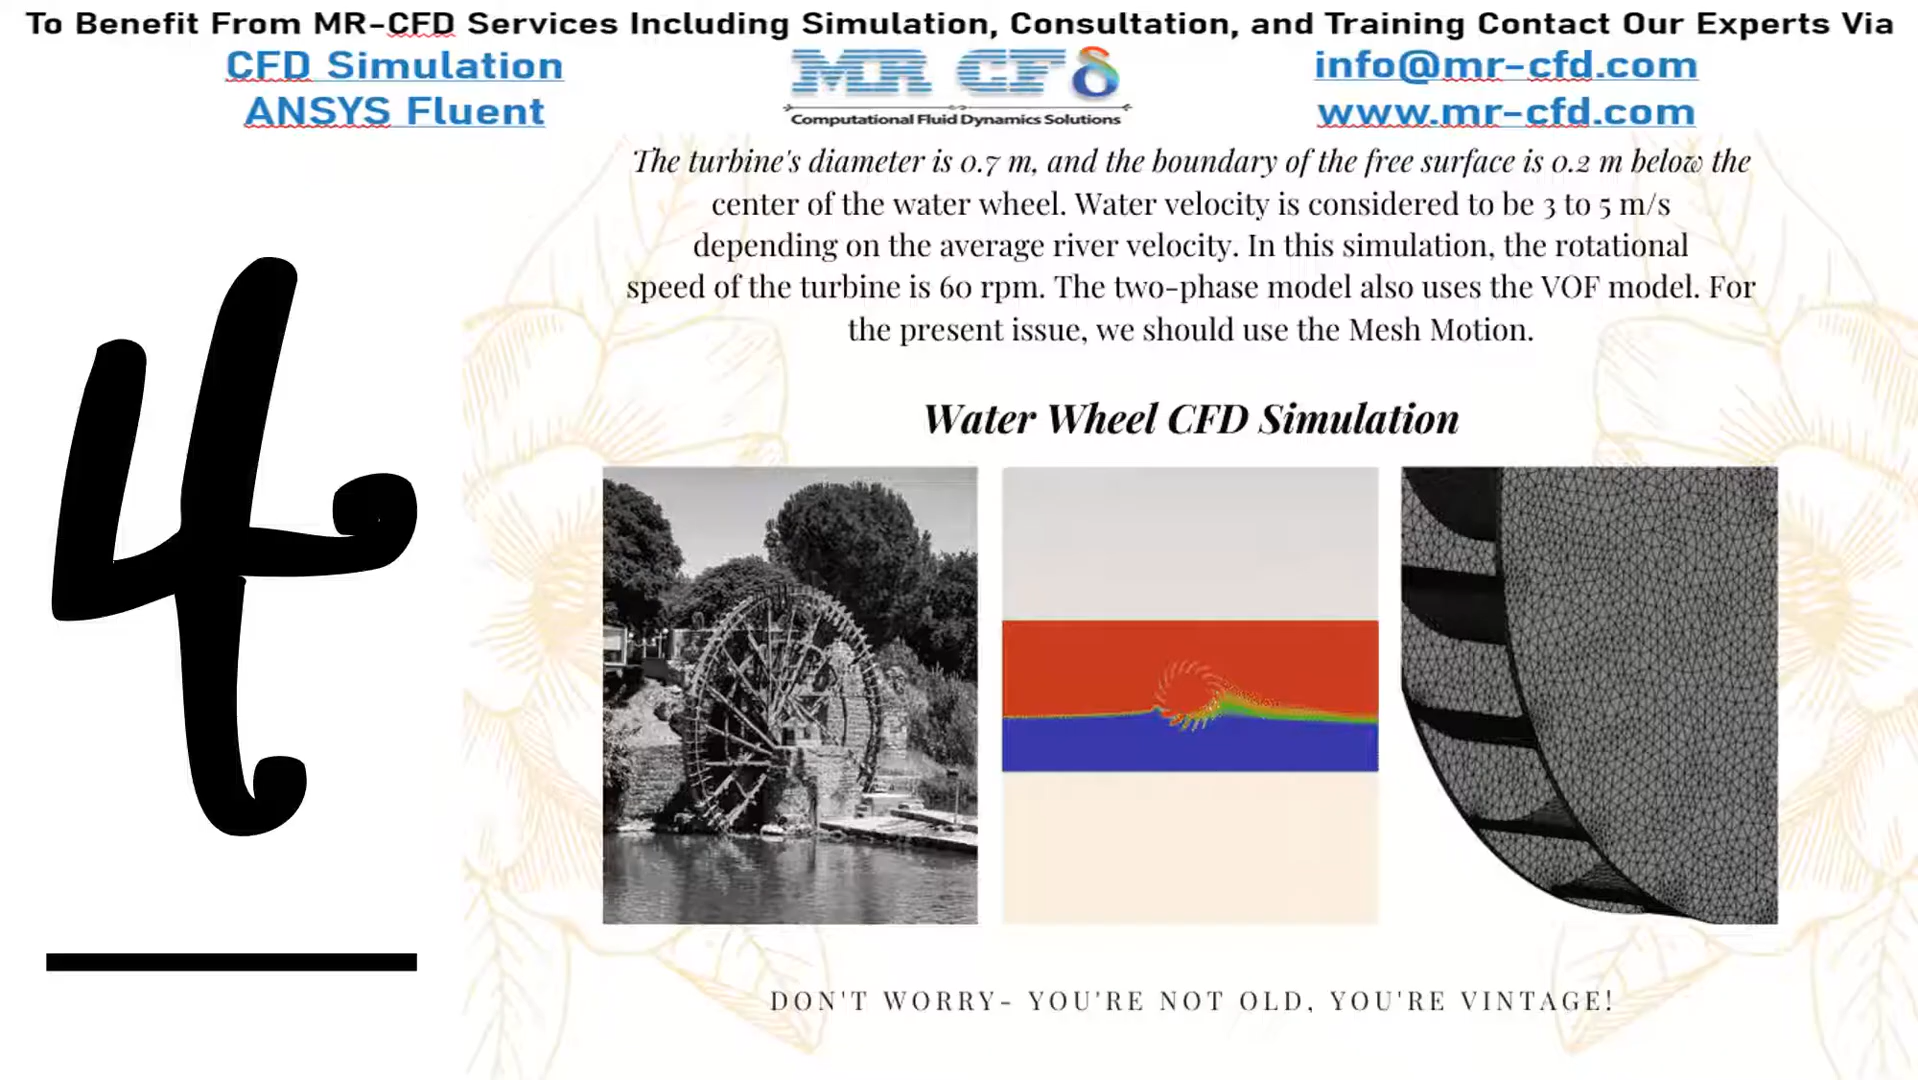 To Benefit From MR-CFD Services Including Simulation, Consultation, and Training Contact Our Experts Via
CFD Simulation
ANSYS Fluent
MR CFδ
Computational Fluid Dynamics Solutions
info@mr-cfd.com
www.mr-cfd.com
The turbine's diameter is 0.7 m, and the boundary of the free surface is 0.2 m below the
center of the water wheel. Water velocity is considered to be 3 to 5 m/s
depending on the average river velocity. In this simulation, the rotational
speed of the turbine is 60 rpm. The two-phase model also uses the VOF model. For
the present issue, we should use the Mesh Motion.
4
Water Wheel CFD Simulation
DON'T WORRY- YOU'RE NOT OLD, YOU'RE VINTAGE!